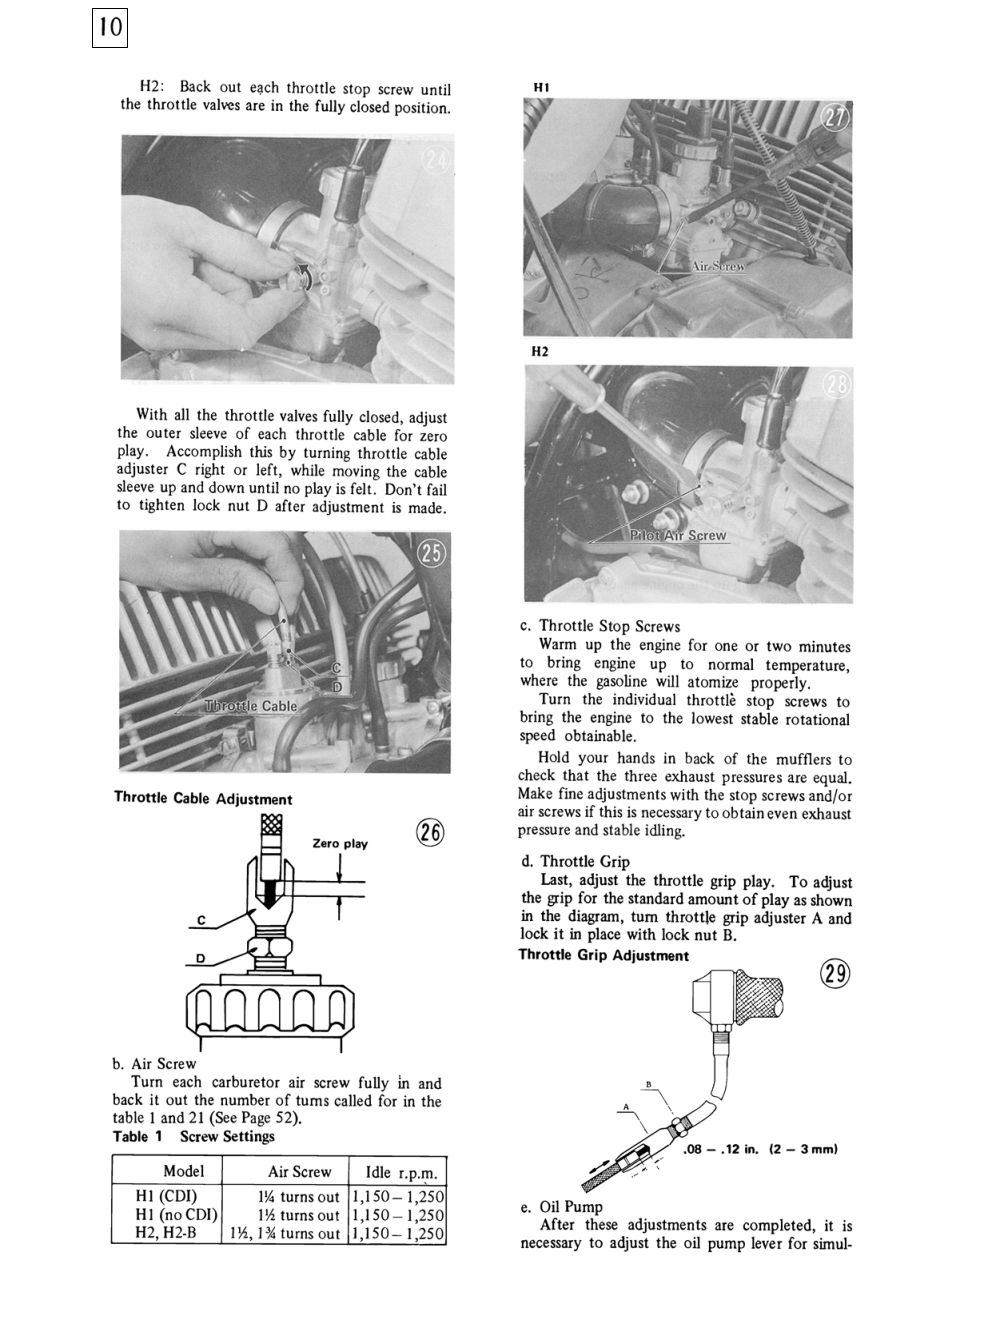 10
H2: Back out each throttle stop screw until
the throttle valves are in the fully closed position.
24
With all the throttle valves fully closed, adjust
the outer sleeve of each throttle cable for zero
play. Accomplish this by turning throttle cable
adjuster C right or left, while moving the cable
sleeve up and down until no play is felt. Don't fail
to tighten lock nut D after adjustment is made.
25
C
D
Throttle Cable
Throttle Cable Adjustment
26
Zero play
C
D
b. Air Screw
Turn each carburetor air screw fully in and
back it out the number of turns called for in the
table 1 and 21 (See Page 52).
Table 1 Screw Settings
Model Air Screw Idle r.p.m.
H1 (CDI) 1¼ turns out 1,150 – 1,250
H1 (no CDI) 1½ turns out 1,150 – 1,250
H2, H2-B 1½, 1¾ turns out 1,150 – 1,250
H1
27
Air Screw
H2
28
Pilot Air Screw
c. Throttle Stop Screws
Warm up the engine for one or two minutes
to bring engine up to normal temperature,
where the gasoline will atomize properly.
Turn the individual throttle stop screws to
bring the engine to the lowest stable rotational
speed obtainable.
Hold your hands in back of the mufflers to
check that the three exhaust pressures are equal.
Make fine adjustments with the stop screws and/or
air screws if this is necessary to obtain even exhaust
pressure and stable idling.
d. Throttle Grip
Last, adjust the throttle grip play. To adjust
the grip for the standard amount of play as shown
in the diagram, turn throttle grip adjuster A and
lock it in place with lock nut B.
Throttle Grip Adjustment
29
B
A
.08 – .12 in. (2 – 3 mm)
e. Oil Pump
After these adjustments are completed, it is
necessary to adjust the oil pump lever for simul-